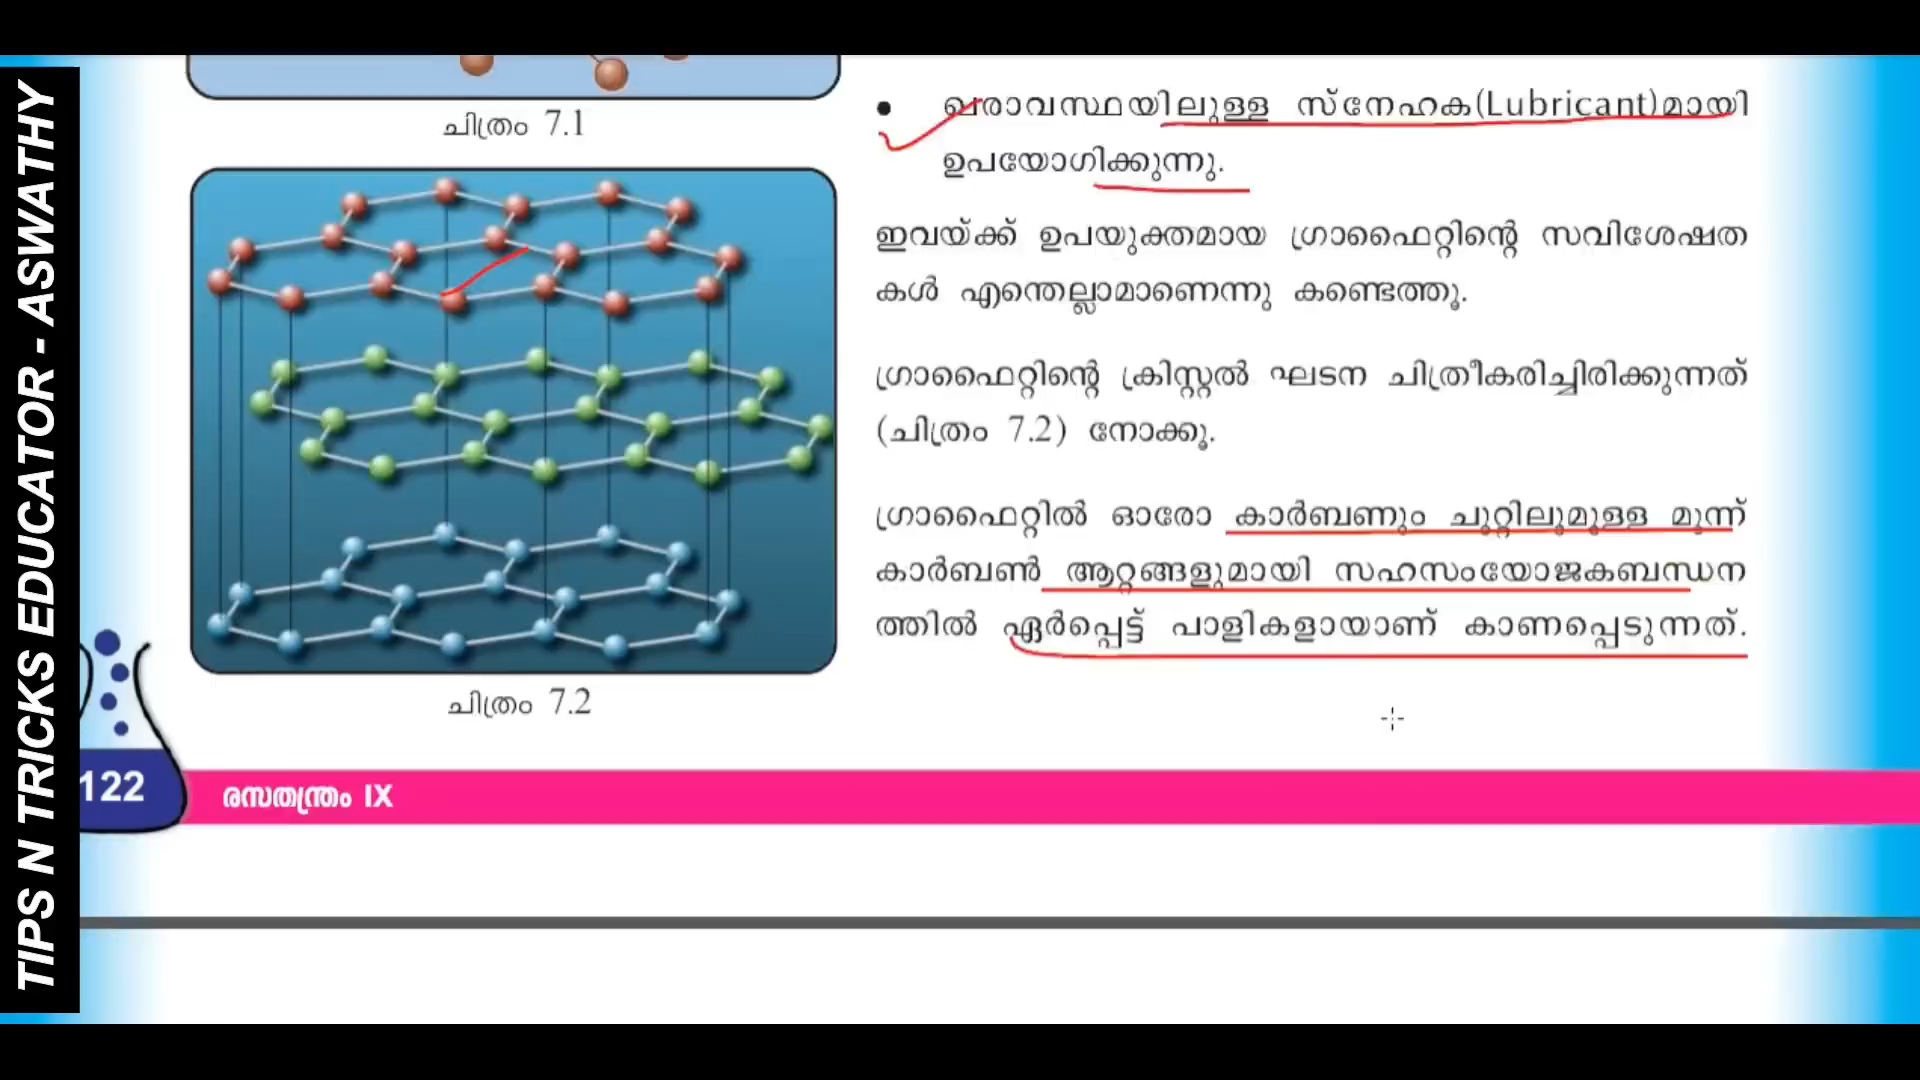 TIPS N TRICKS EDUCATOR - ASWATHY
ചിത്രം 7.1
ചിത്രം 7.2
• ഖരാവസ്ഥയിലുള്ള സ്നേഹക(Lubricant)മായി
ഉപയോഗിക്കുന്നു.
ഇവയ്ക്ക് ഉപയുക്തമായ ഗ്രാഫൈറ്റിന്റെ സവിശേഷത
കൾ എന്തെല്ലാമാണെന്നു കണ്ടെത്തൂ.
ഗ്രാഫൈറ്റിന്റെ ക്രിസ്റ്റൽ ഘടന ചിത്രീകരിച്ചിരിക്കുന്നത്
(ചിത്രം 7.2) നോക്കൂ.
ഗ്രാഫൈറ്റിൽ ഓരോ കാർബണും ചുറ്റിലുമുള്ള മൂന്ന്
കാർബൺ ആറ്റങ്ങളുമായി സഹസംയോജകബന്ധന
ത്തിൽ ഏർപ്പെട്ട് പാളികളായാണ് കാണപ്പെടുന്നത്.
122
രസതന്ത്രം IX